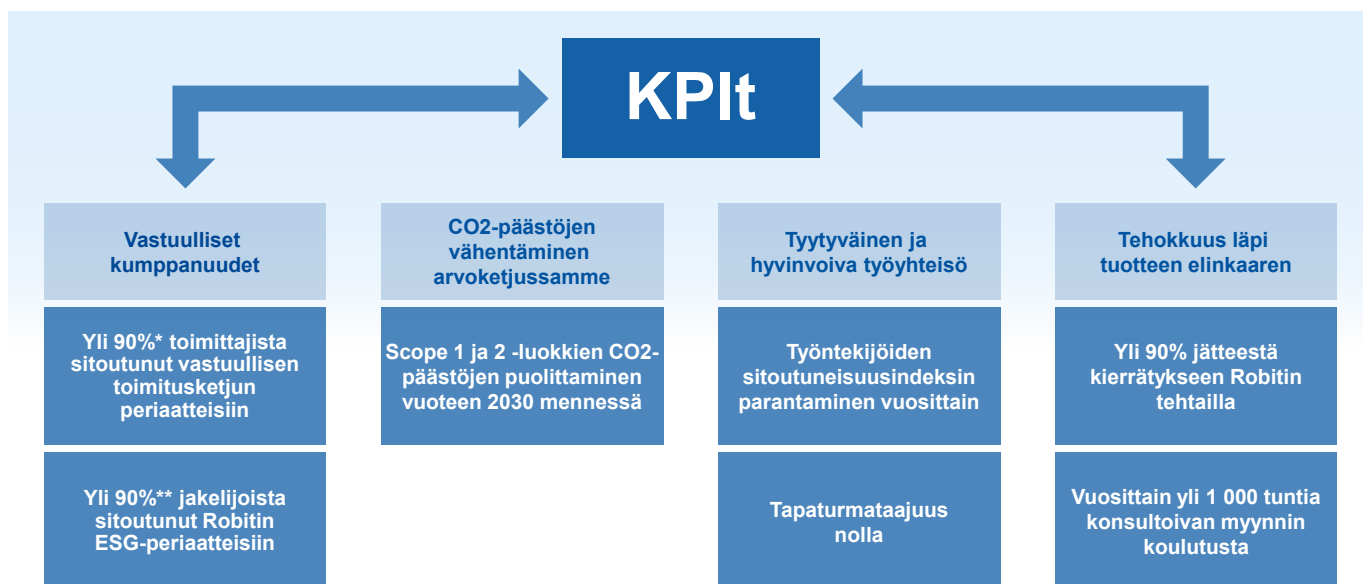 KPIt
Vastuulliset
kumppanuudet
Yli 90%* toimittajista
sitoutunut vastuullisen
toimitusketjun
periaatteisiin
Yli 90%** jakelijoista
sitoutunut Robitin
ESG-periaatteisiin
CO2-päästöjen
vähentäminen
arvoketjussamme
Scope 1 ja 2 -luokkien CO2-
päästöjen puolittaminen
vuoteen 2030 mennessä
Tyytyväinen ja
hyvinvoiva työyhteisö
Työntekijöiden
sitoutuneisuusindeksin
parantaminen vuosittain
Tapaturmataajuus
nolla
Tehokkuus läpi
tuotteen elinkaaren
Yli 90% jätteestä
kierrätykseen Robitin
tehtailla
Vuosittain yli 1 000 tuntia
konsultoivan myynnin
koulutusta